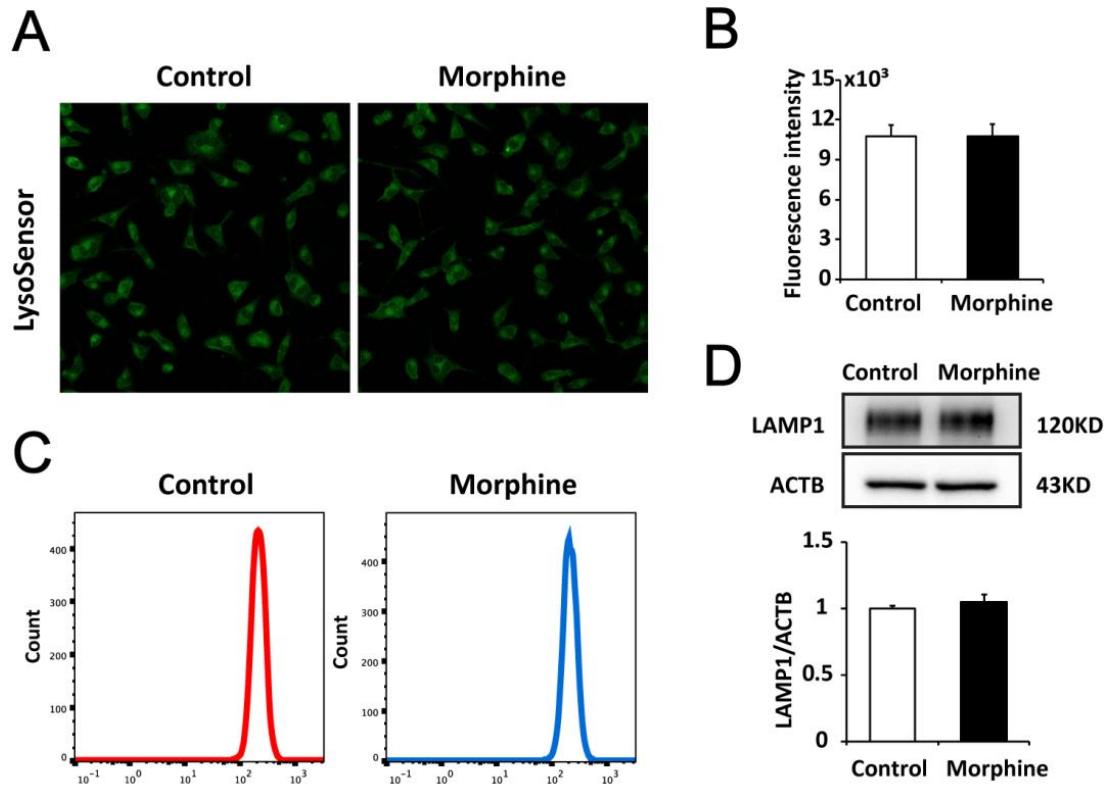 A
Control Morphine
LysoSensor
B
15 x10³
12
9
6
3
0
Fluorescence intensity
Control Morphine
C
Control Morphine
400
300
200
100
0
Count
10⁻¹ 10⁰ 10¹ 10² 10³
400
300
200
100
0
Count
10⁻¹ 10⁰ 10¹ 10² 10³
D
Control Morphine
LAMP1 120KD
ACTB 43KD
1.5
1
0.5
0
LAMP1/ACTB
Control Morphine